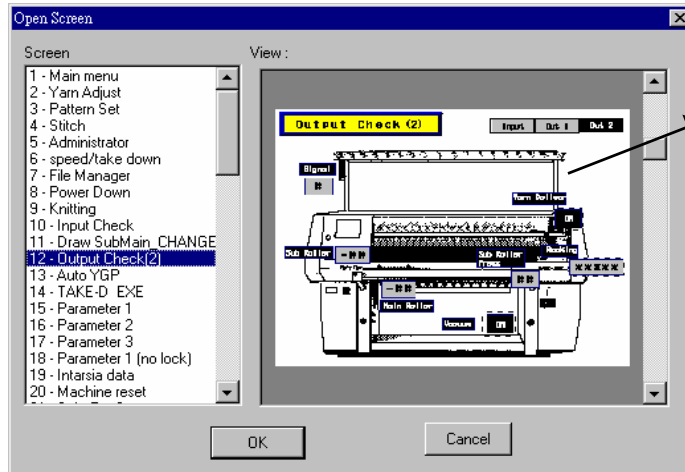 Open Screen
Screen
View :
1 - Main menu
2 - Yarn Adjust
3 - Pattern Set
4 - Stitch
5 - Administrator
6 - speed/take down
7 - File Manager
8 - Power Down
9 - Knitting
10 - Input Check
11 - Draw SubMain_CHANGE
12 - Output Check(2)
13 - Auto YGP
14 - TAKE-D EXE
15 - Parameter 1
16 - Parameter 2
17 - Parameter 3
18 - Parameter 1 (no lock)
19 - Intarsia data
20 - Machine reset
Output Check (2)
Input Out 1 Out 2
Signal
#
Yarn Deliver
ON
Racking
Sub Roller -##
Sub Roller
Press
*****
-## ##
Main Roller
Vacuum ON
OK
Cancel